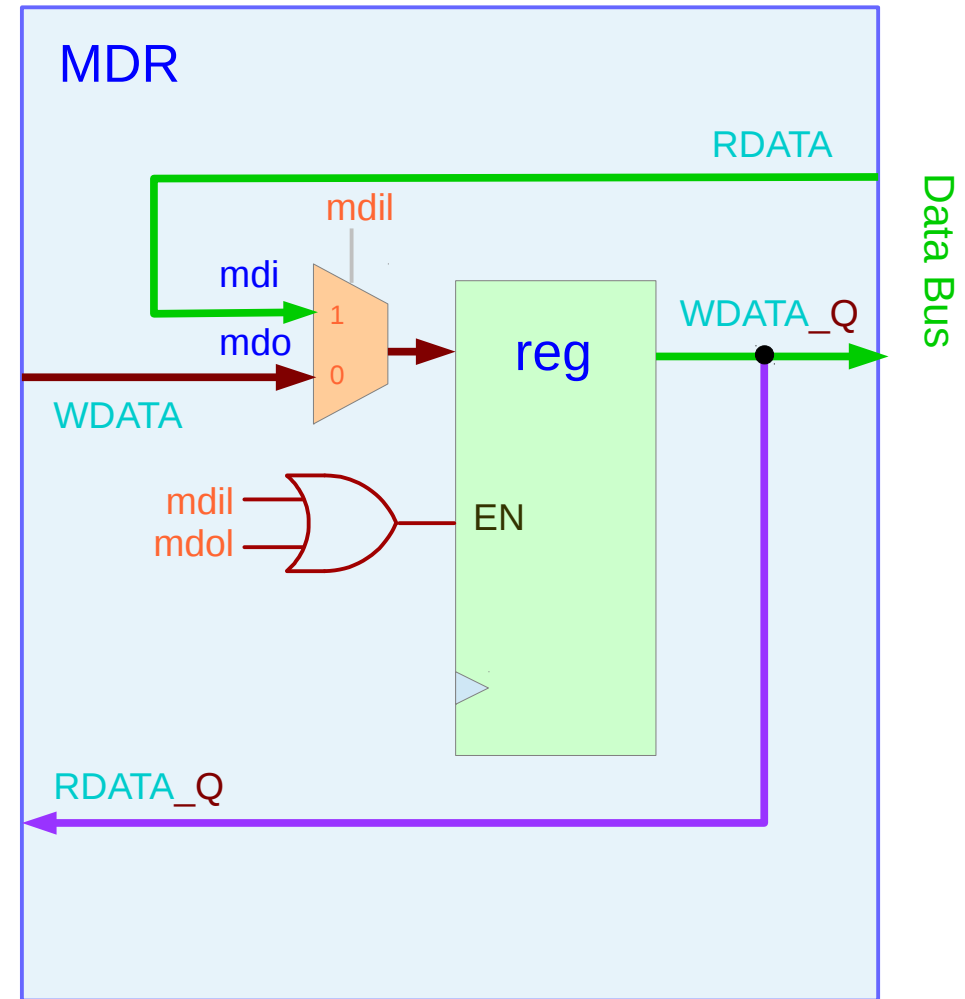 MDR
RDATA
Data Bus
mdil
mdi
1
WDATA_Q
mdo
reg
0
WDATA
mdil
EN
mdol
RDATA_Q